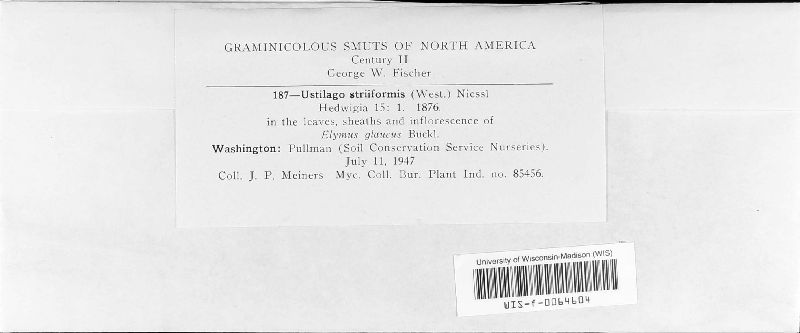 GRAMINICOLOUS SMUTS OF NORTH AMERICA
Century II
George W. Fischer
187—Ustilago striiformis (West.) Niessl
Hedwigia 15: 1. 1876.
in the leaves, sheaths and inflorescence of
Elymus glaucus Buckl.
Washington: Pullman (Soil Conservation Service Nurseries).
July 11, 1947
Coll. J. P. Meiners Myc. Coll. Bur. Plant Ind. no. 85456.
University of Wisconsin-Madison (WIS)
WIS-f-0064604